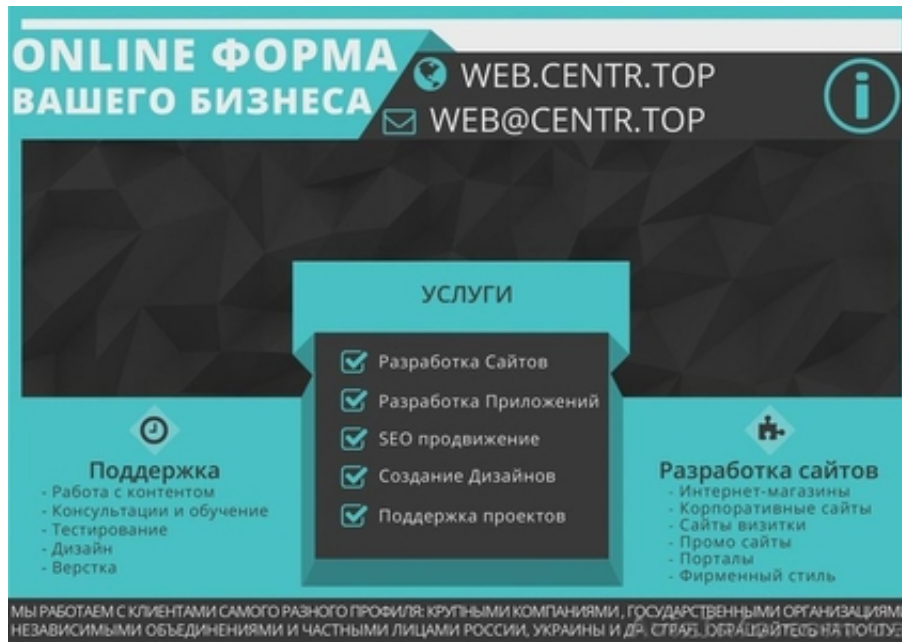 ONLINE ФОРМА
ВАШЕГО БИЗНЕСА
WEB.CENTR.TOP
WEB@CENTR.TOP
УСЛУГИ
Разработка Сайтов
Разработка Приложений
SEO продвижение
Создание Дизайнов
Поддержка проектов
Поддержка
- Работа с контентом
- Консультации и обучение
- Тестирование
- Дизайн
- Верстка
Разработка сайтов
- Интернет-магазины
- Корпоративные сайты
- Сайты визитки
- Промо сайты
- Порталы
- Фирменный стиль
МЫ РАБОТАЕМ С КЛИЕНТАМИ САМОГО РАЗНОГО ПРОФИЛЯ: КРУПНЫМИ КОМПАНИЯМИ, ГОСУДАРСТВЕННЫМИ ОРГАНИЗАЦИЯМИ
НЕЗАВИСИМЫМИ ОБЪЕДИНЕНИЯМИ И ЧАСТНЫМИ ЛИЦАМИ РОССИИ, УКРАИНЫ И ДР. СТРАН. ОБРАЩАЙТЕСЬ НА ПОЧТУ: